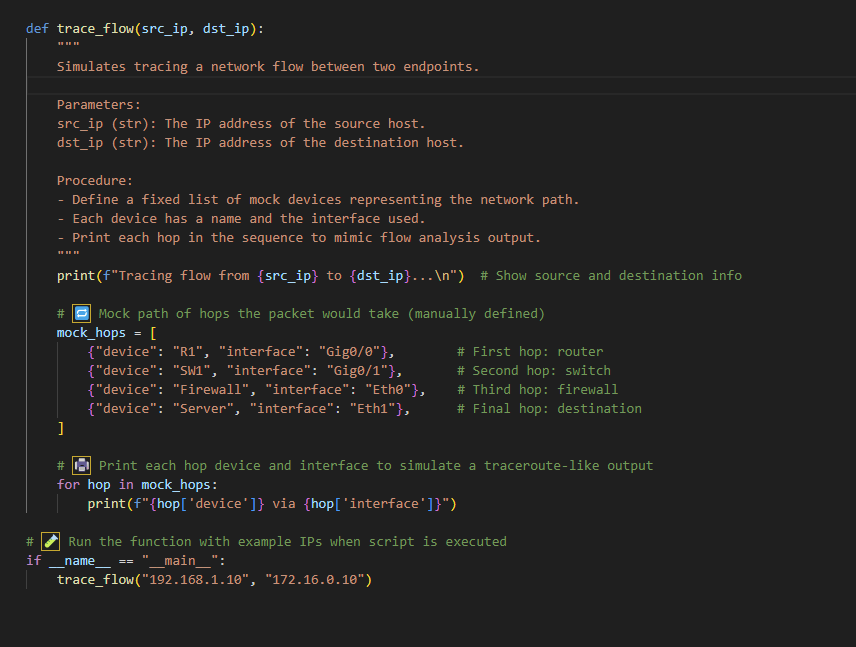 def trace_flow(src_ip, dst_ip):
    """
    Simulates tracing a network flow between two endpoints.

    Parameters:
    src_ip (str): The IP address of the source host.
    dst_ip (str): The IP address of the destination host.

    Procedure:
    - Define a fixed list of mock devices representing the network path.
    - Each device has a name and the interface used.
    - Print each hop in the sequence to mimic flow analysis output.
    """
    print(f"Tracing flow from {src_ip} to {dst_ip}...\n")  # Show source and destination info

    # 🔁 Mock path of hops the packet would take (manually defined)
    mock_hops = [
        {"device": "R1", "interface": "Gig0/0"},        # First hop: router
        {"device": "SW1", "interface": "Gig0/1"},       # Second hop: switch
        {"device": "Firewall", "interface": "Eth0"},    # Third hop: firewall
        {"device": "Server", "interface": "Eth1"},      # Final hop: destination
    ]

    # 🖨 Print each hop device and interface to simulate a traceroute-like output
    for hop in mock_hops:
        print(f"{hop['device']} via {hop['interface']}")

# 🧪 Run the function with example IPs when script is executed
if __name__ == "__main__":
    trace_flow("192.168.1.10", "172.16.0.10")